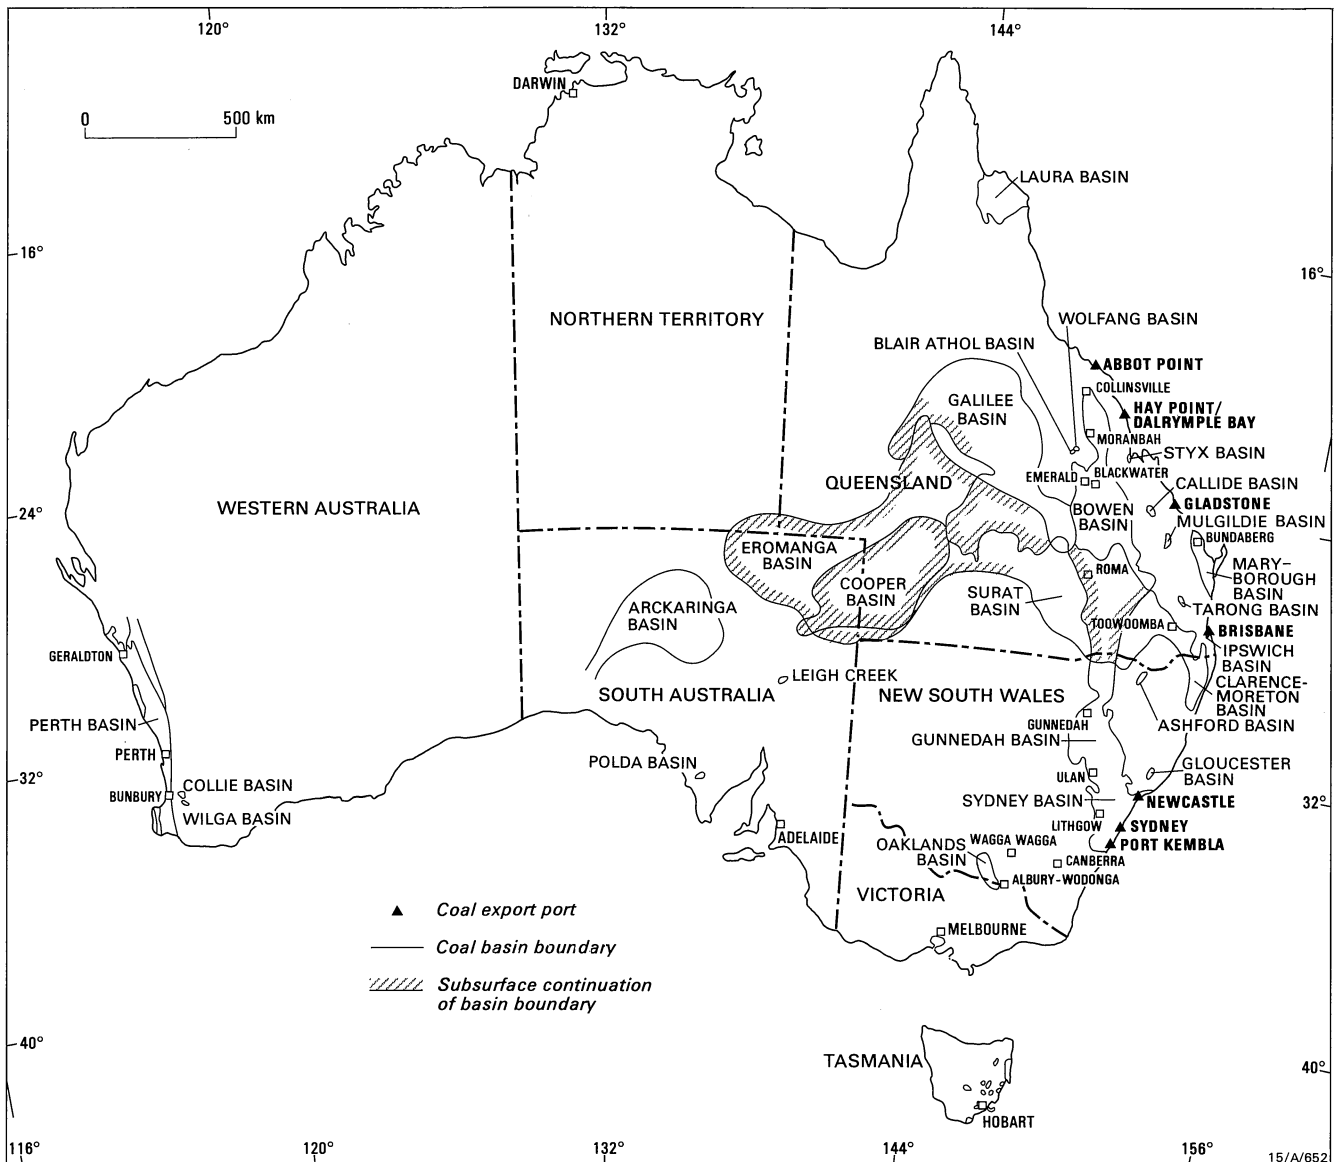 120°
132°
144°
DARWIN
0
500 km
LAURA BASIN
16°
16°
NORTHERN TERRITORY
WOLFANG BASIN
BLAIR ATHOL BASIN
ABBOT POINT
COLLINSVILLE
GALILEE
BASIN
HAY POINT/
DALRYMPLE BAY
MORANBAH
STYX BASIN
EMERALD
BLACKWATER
QUEENSLAND
CALLIDE BASIN
WESTERN AUSTRALIA
GLADSTONE
24°
BOWEN
BASIN
MULGILDIE BASIN
BUNDABERG
EROMANGA
BASIN
ROMA
MARY-
BOROUGH
BASIN
COOPER
BASIN
SURAT
BASIN
ARCKARINGA
BASIN
TARONG BASIN
TOOWOOMBA
BRISBANE
GERALDTON
IPSWICH
BASIN
LEIGH CREEK
CLARENCE-
MORETON
BASIN
SOUTH AUSTRALIA
NEW SOUTH WALES
PERTH BASIN
GUNNEDAH
ASHFORD BASIN
GUNNEDAH BASIN
PERTH
POLDA BASIN
GLOUCESTER
BASIN
32°
ULAN
COLLIE BASIN
BUNBURY
SYDNEY BASIN
NEWCASTLE
32°
WILGA BASIN
LITHGOW
SYDNEY
ADELAIDE
OAKLANDS
BASIN
WAGGA WAGGA
PORT KEMBLA
CANBERRA
ALBURY-WODONGA
VICTORIA
Coal export port
MELBOURNE
Coal basin boundary
Subsurface continuation
of basin boundary
40°
TASMANIA
40°
HOBART
116°
120°
132°
144°
156°
15/A/652